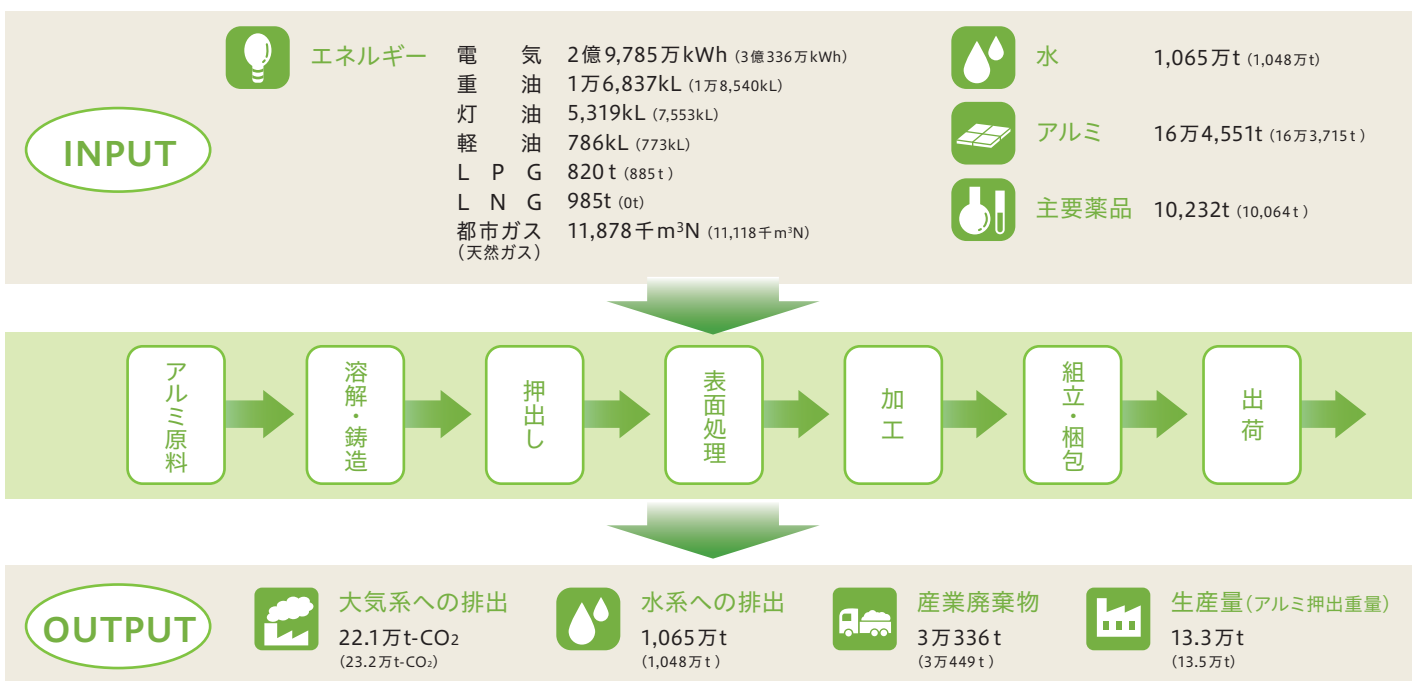 INPUT
エネルギー
電気 2億9,785万kWh (3億336万kWh)
重油 1万6,837kL (1万8,540kL)
灯油 5,319kL (7,553kL)
軽油 786kL (773kL)
LPG 820t (885t)
LNG 985t (0t)
都市ガス 11,878千m³N (11,118千m³N)
(天然ガス)
水 1,065万t (1,048万t)
アルミ 16万4,551t (16万3,715t)
主要薬品 10,232t (10,064t)
アルミ原料
溶解・鋳造
押出し
表面処理
加工
組立・梱包
出荷
OUTPUT
大気系への排出
22.1万t-CO₂
(23.2万t-CO₂)
水系への排出
1,065万t
(1,048万t)
産業廃棄物
3万336t
(3万449t)
生産量(アルミ押出重量)
13.3万t
(13.5万t)